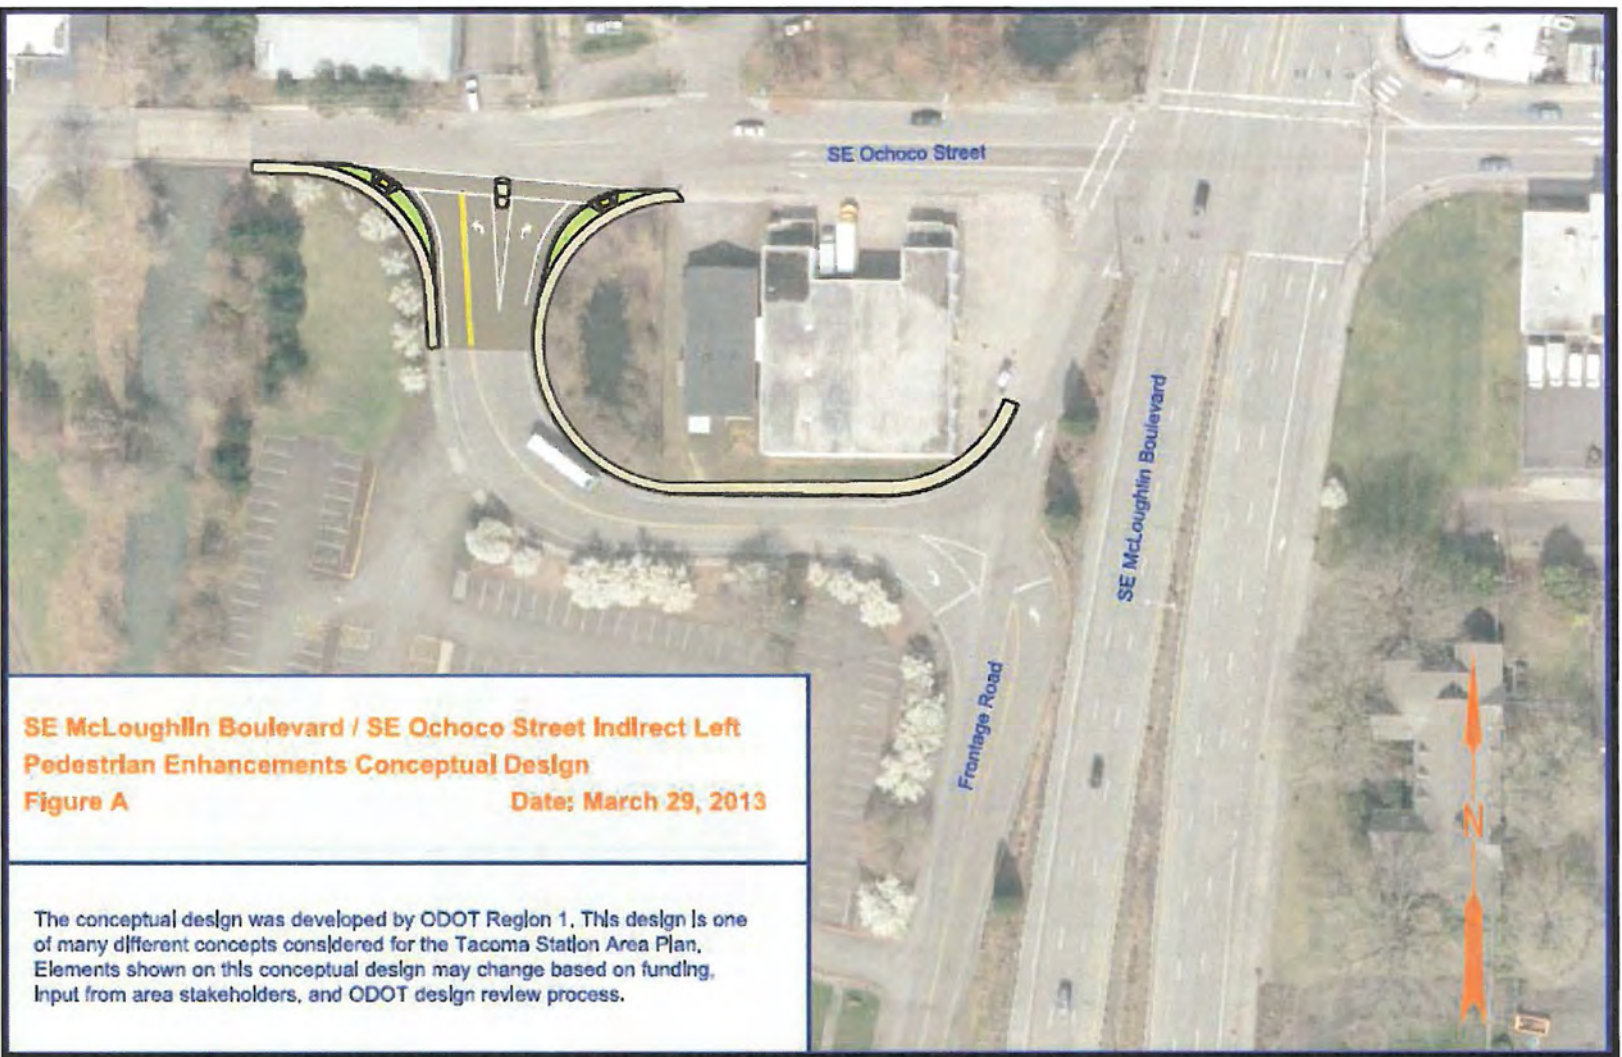 SE Ochoco Street
SE McLoughlin Boulevard
Frontage Road
SE McLoughlin Boulevard / SE Ochoco Street Indirect Left
Pedestrian Enhancements Conceptual Design
Figure A Date: March 29, 2013
The conceptual design was developed by ODOT Region 1. This design is one
of many different concepts considered for the Tacoma Station Area Plan.
Elements shown on this conceptual design may change based on funding,
input from area stakeholders, and ODOT design review process.
N